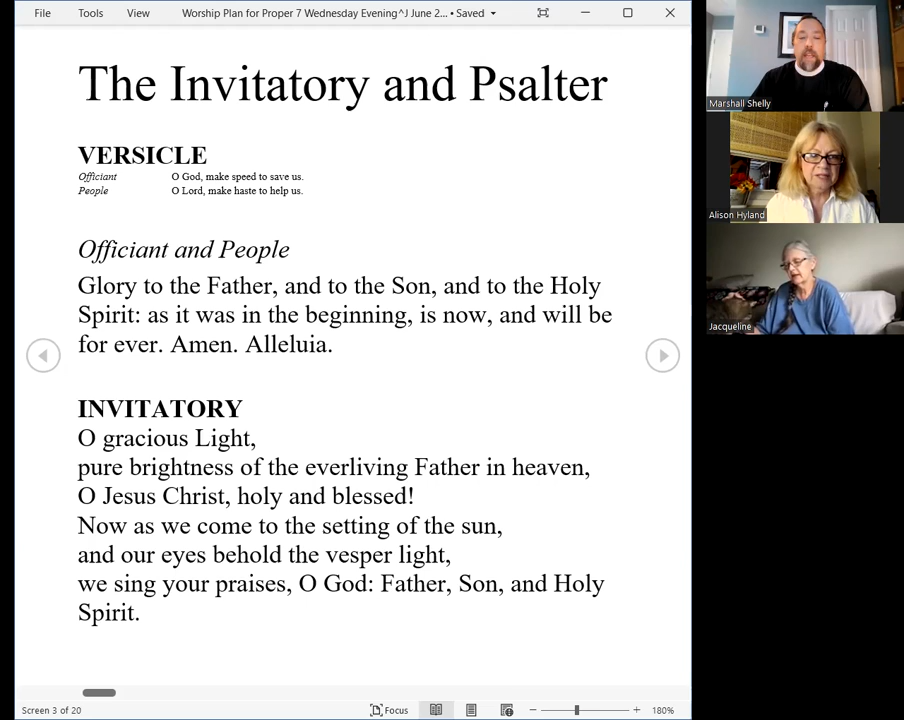 File Tools View Worship Plan for Proper 7 Wednesday Evening^J June 2... • Saved
The Invitatory and Psalter
VERSICLE
Officiant O God, make speed to save us.
People O Lord, make haste to help us.
Officiant and People
Glory to the Father, and to the Son, and to the Holy
Spirit: as it was in the beginning, is now, and will be
for ever. Amen. Alleluia.
INVITATORY
O gracious Light,
pure brightness of the everliving Father in heaven,
O Jesus Christ, holy and blessed!
Now as we come to the setting of the sun,
and our eyes behold the vesper light,
we sing your praises, O God: Father, Son, and Holy
Spirit.
Screen 3 of 20 Focus 180%
Marshall Shelly
Alison Hyland
Jacqueline